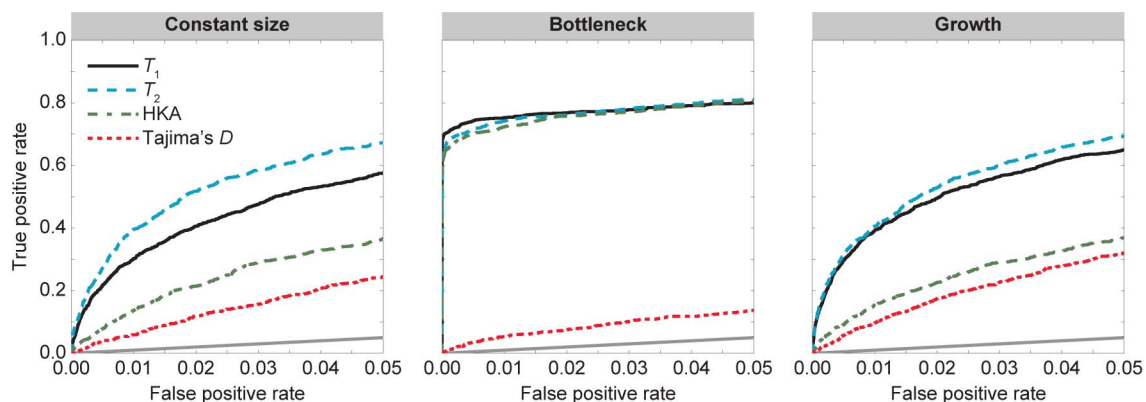 Constant size
Bottleneck
Growth
True positive rate
1.0
0.8
0.6
0.4
0.2
0.0
T1
T2
HKA
Tajima's D
0.00 0.01 0.02 0.03 0.04 0.05
0.00 0.01 0.02 0.03 0.04 0.05
0.00 0.01 0.02 0.03 0.04 0.05
False positive rate
False positive rate
False positive rate